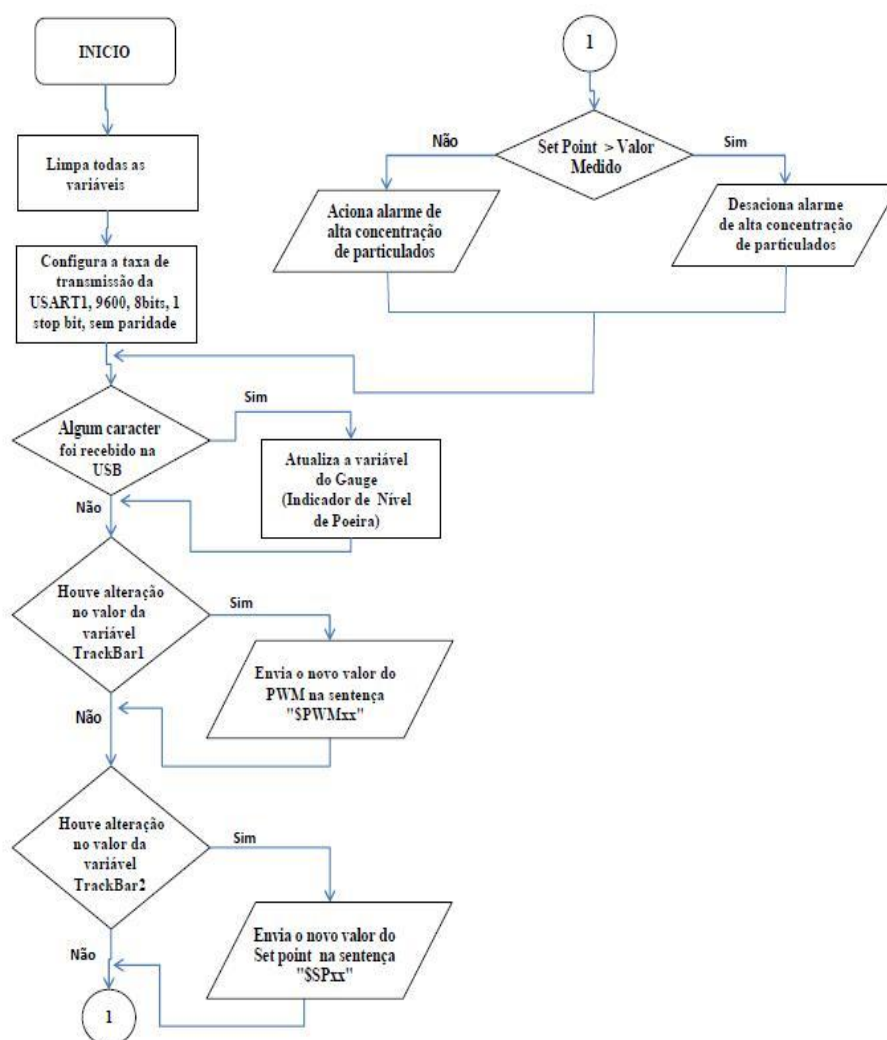 INICIO
Limpa todas as
variáveis
Configura a taxa de
transmissão da
USART1, 9600, 8bits, 1
stop bit, sem paridade
Algum caracter
foi recebido na
USB
Sim
Não
Atualiza a variável
do Gauge
(Indicador de Nível
de Poeira)
Houve alteração
no valor da
variável
TrackBar1
Sim
Não
Envia o novo valor do
PWM na sentença
"$PWMxx"
Houve alteração
no valor da
variável
TrackBar2
Sim
Não
Envia o novo valor do
Set point na sentença
"$SPxx"
1
1
Set Point > Valor
Medido
Não
Sim
Aciona alarme de
alta concentração
de particulados
Desaciona alarme
de alta concentração
de particulados